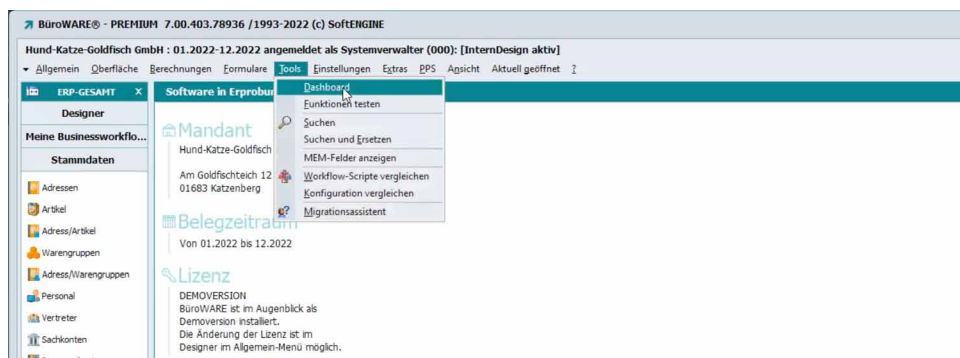 BüroWARE® - PREMIUM 7.00.403.78936 /1993-2022 (c) SoftENGINE
Hund-Katze-Goldfisch GmbH : 01.2022-12.2022 angemeldet als Systemverwalter (000): [InternDesign aktiv]
Allgemein Oberfläche Berechnungen Formulare Tools Einstellungen Extras PPS Ansicht Aktuell geöffnet ?
ERP-GESAMT X
Designer
Meine Businessworkflo...
Stammdaten
Adressen
Artikel
Adress/Artikel
Warengruppen
Adress/Warengruppen
Personal
Vertreter
Sachkonten
Software in Erprobun
Dashboard
Funktionen testen
Suchen
Suchen und Ersetzen
MEM-Felder anzeigen
Workflow-Scripte vergleichen
Konfiguration vergleichen
Migrationsassistent
Mandant
Hund-Katze-Goldfisch
Am Goldfischteich 12
01683 Katzenberg
Belegzeitraum
Von 01.2022 bis 12.2022
Lizenz
DEMOVERSION
BüroWARE ist im Augenblick als
Demoversion installiert.
Die Änderung der Lizenz ist im
Designer im Allgemein-Menü möglich.